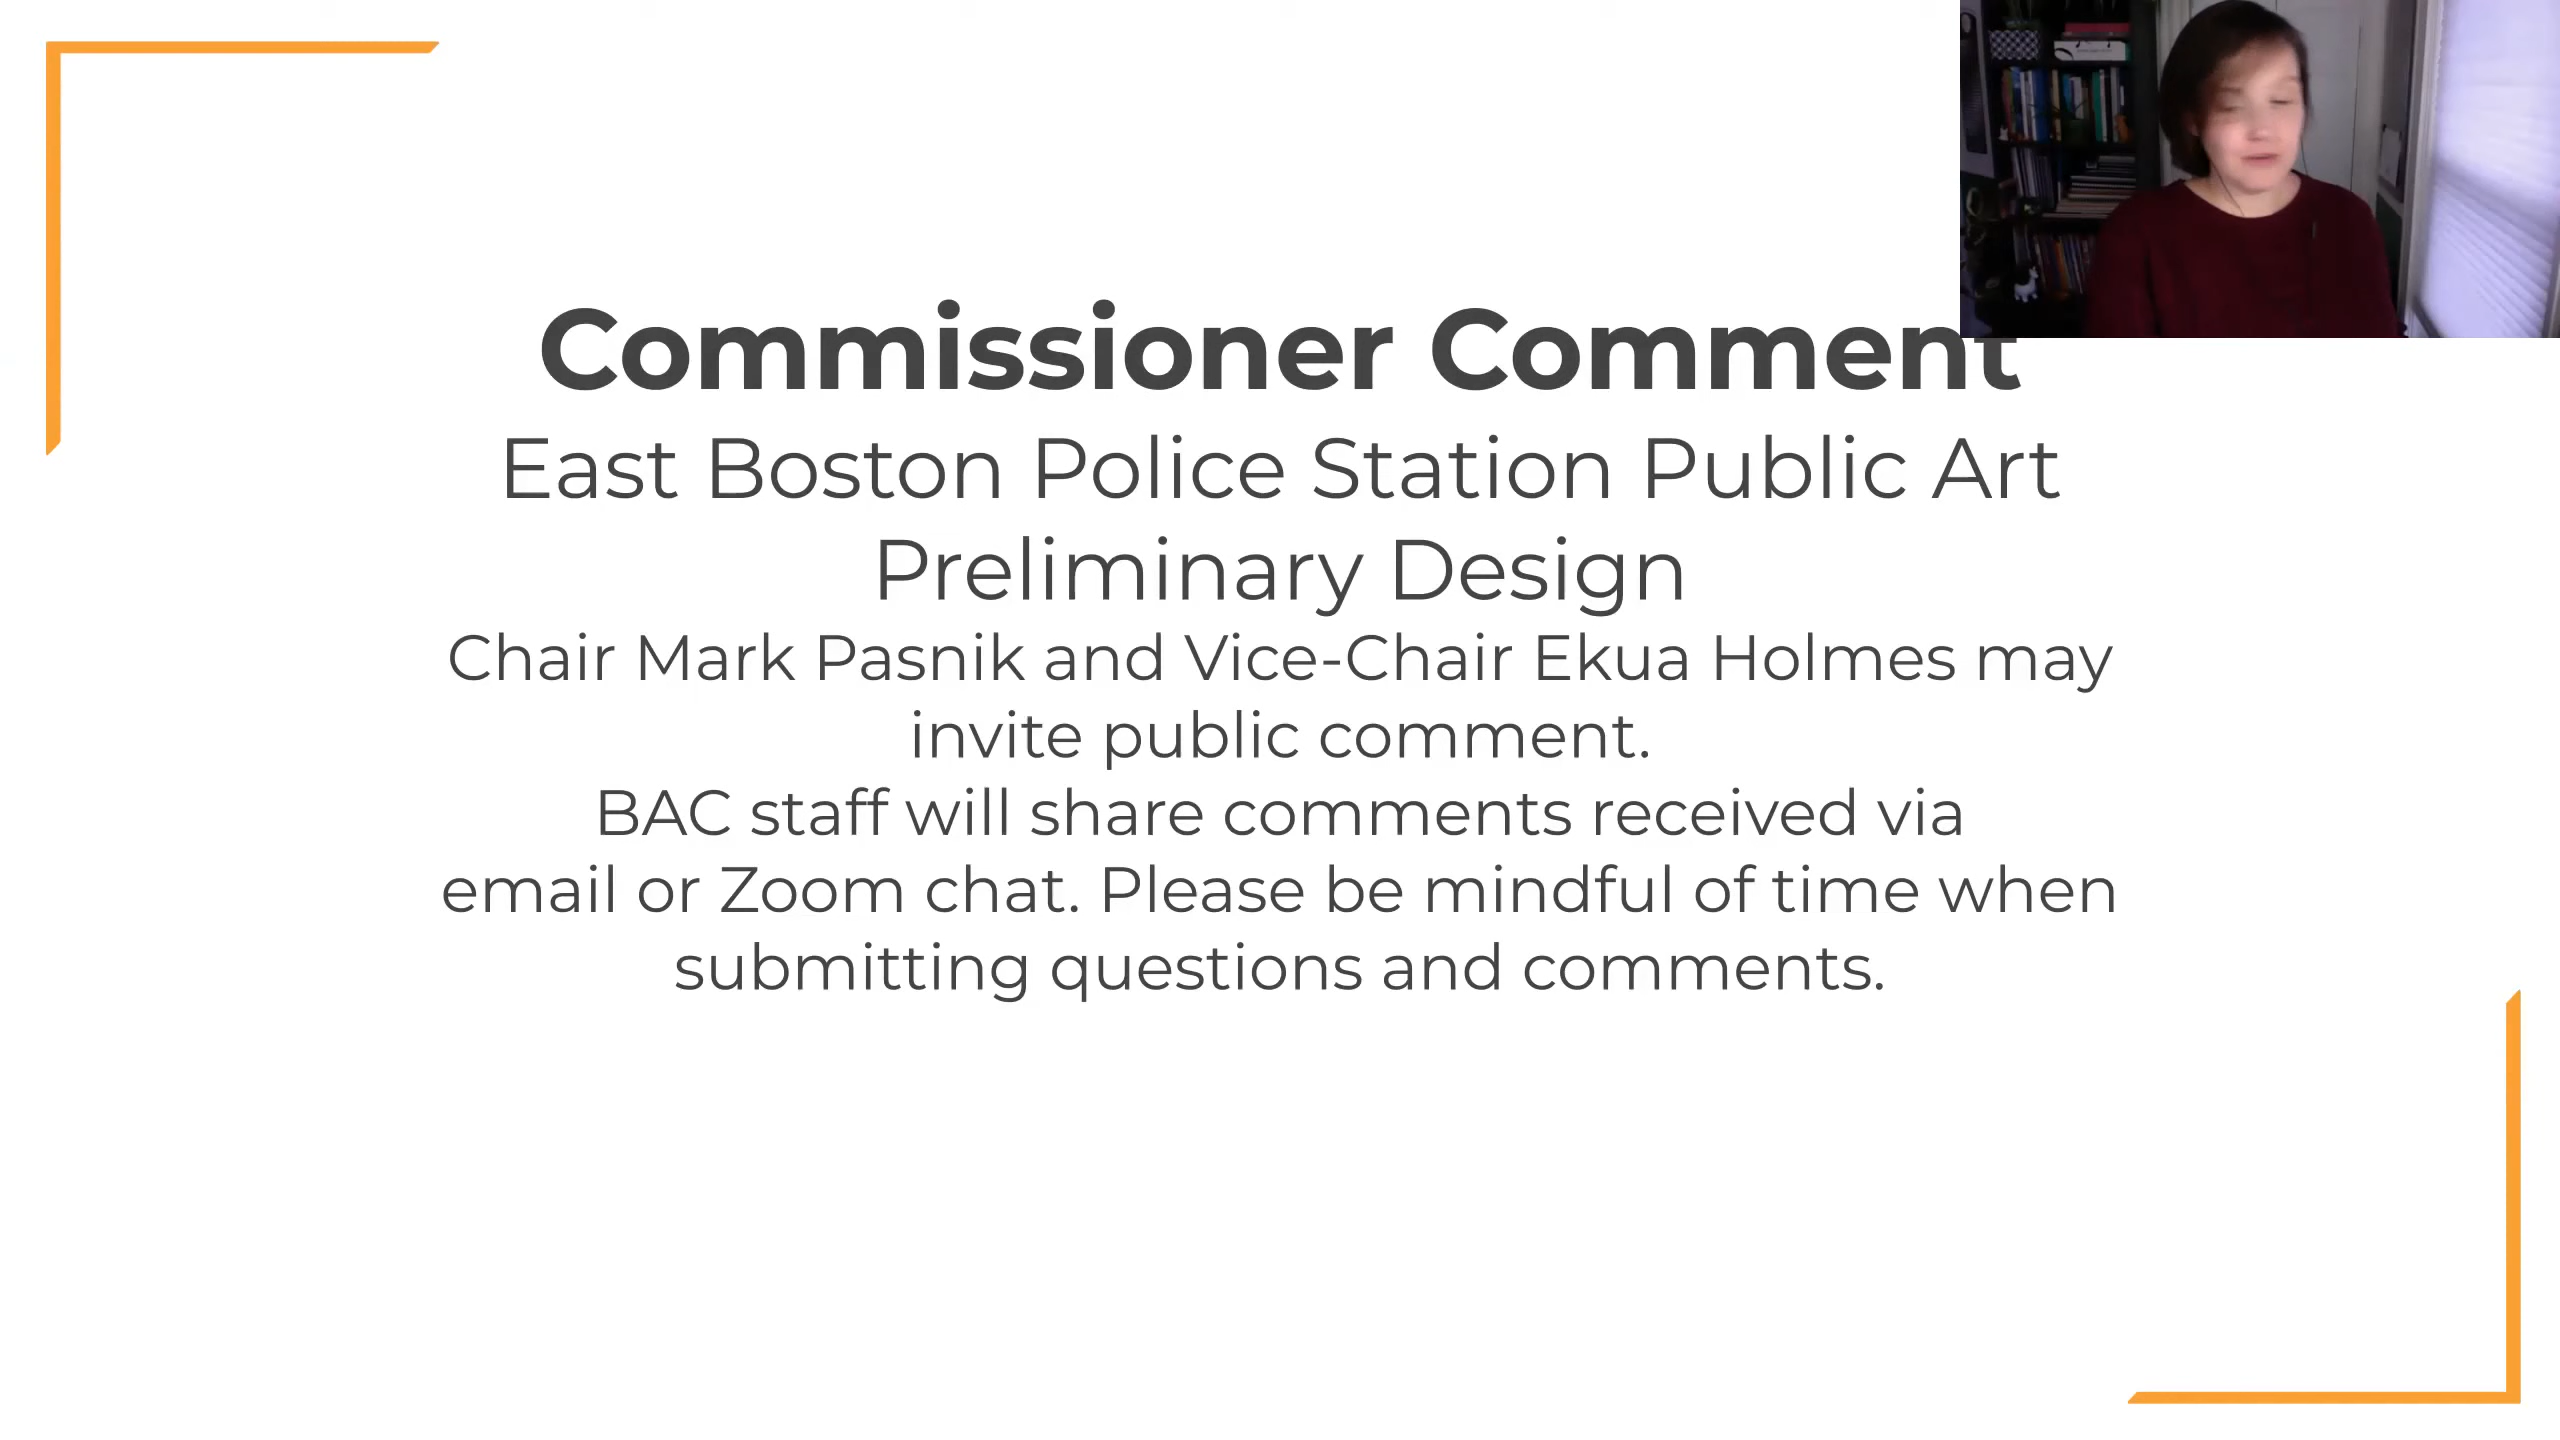 Commissioner Comment
East Boston Police Station Public Art
Preliminary Design
Chair Mark Pasnik and Vice-Chair Ekua Holmes may
invite public comment.
BAC staff will share comments received via
email or Zoom chat. Please be mindful of time when
submitting questions and comments.